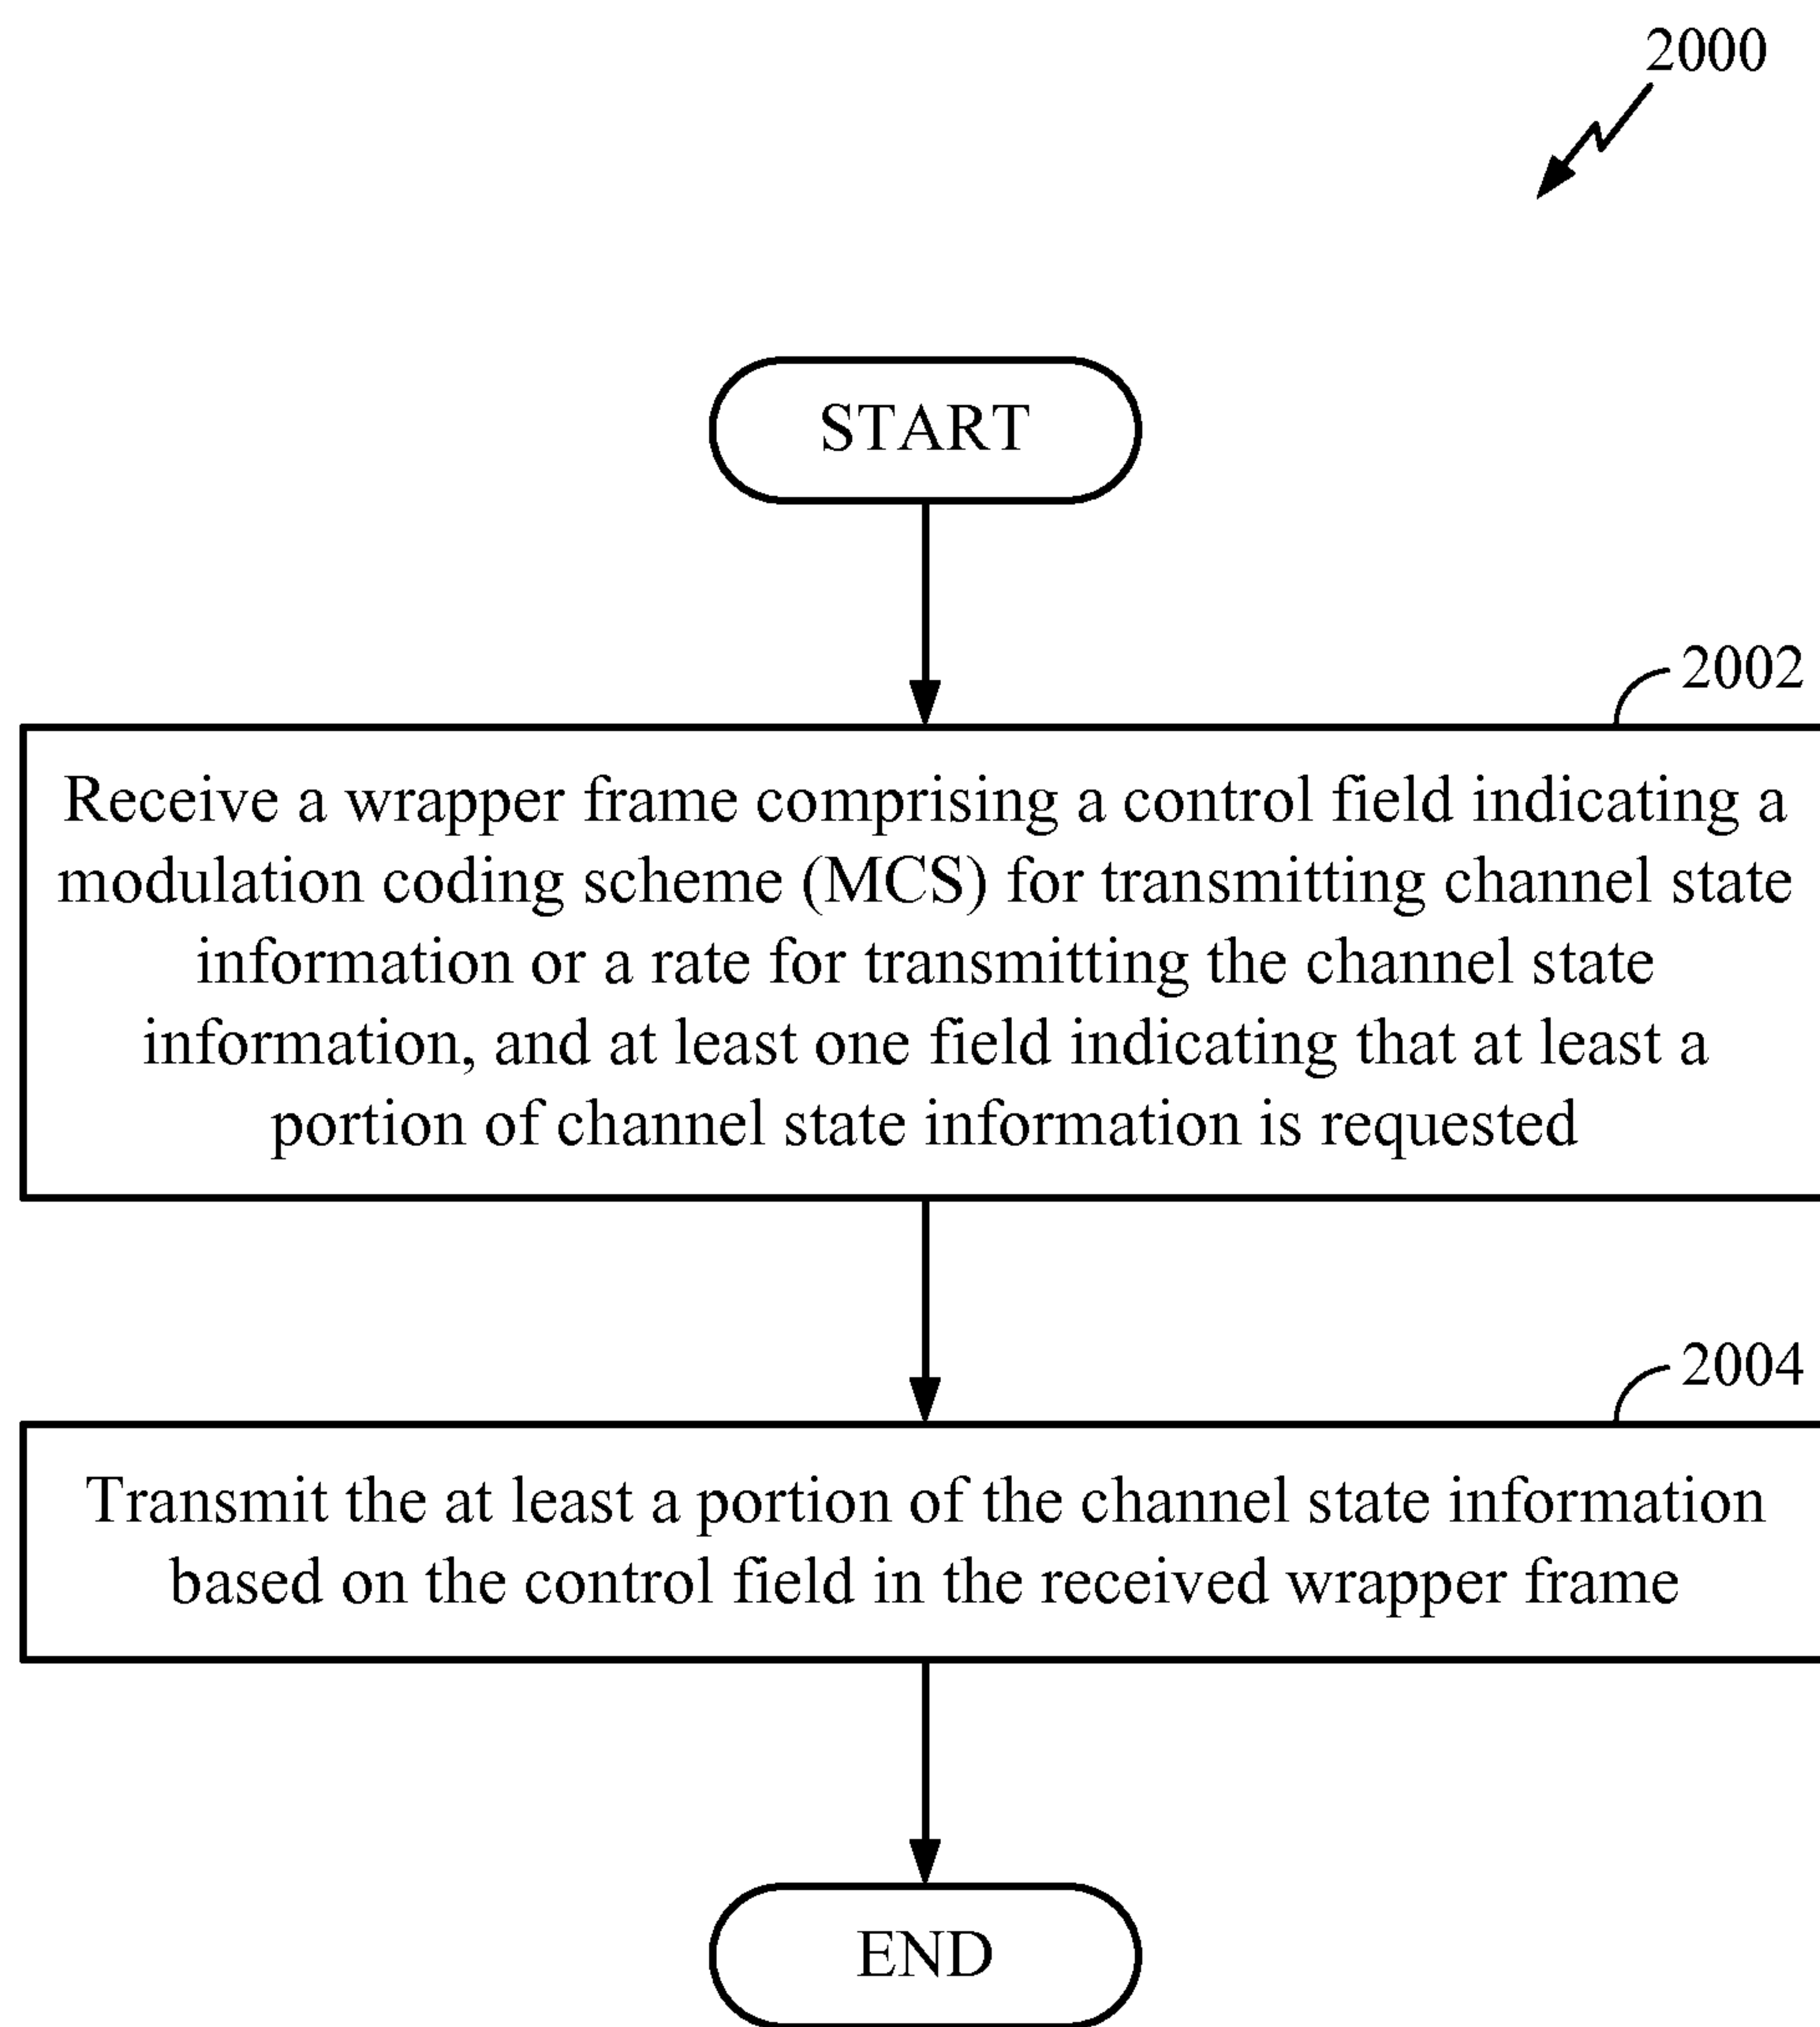 2000
START
2002
Receive a wrapper frame comprising a control field indicating a
modulation coding scheme (MCS) for transmitting channel state
information or a rate for transmitting the channel state
information, and at least one field indicating that at least a
portion of channel state information is requested
2004
Transmit the at least a portion of the channel state information
based on the control field in the received wrapper frame
END